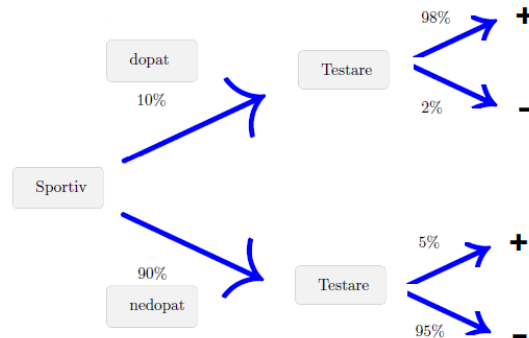 98%
+
dopat
Testare
10%
2%
-
Sportiv
5%
+
90%
Testare
nedopat
95%
-